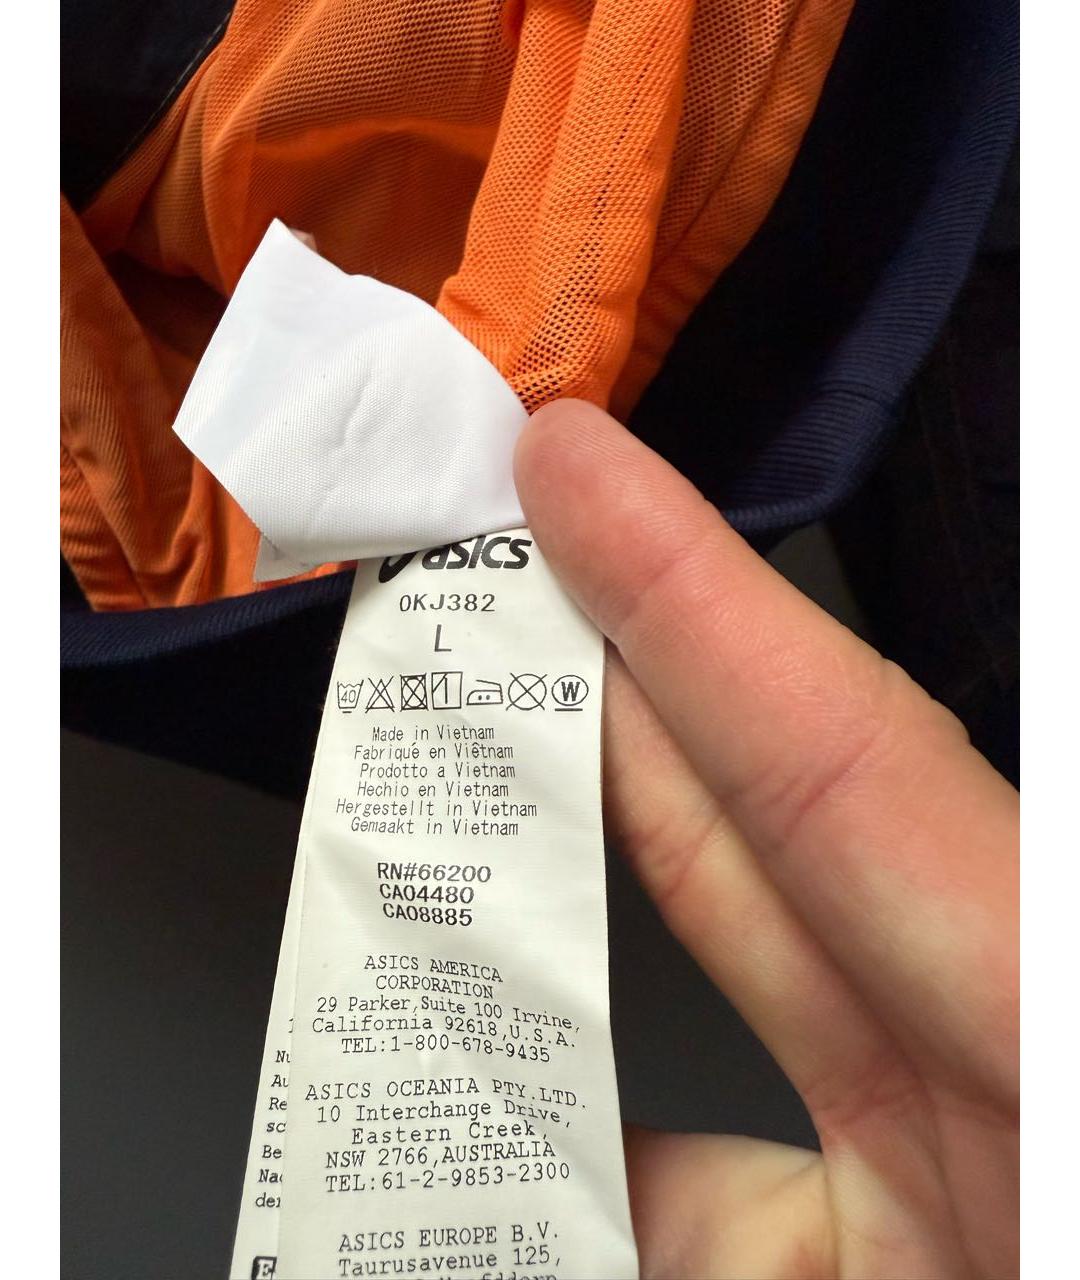 asics
0KJ382
L
40
W
Made in Vietnam
Fabriqué en Viêtnam
Prodotto a Vietnam
Hechio en Vietnam
Hergestellt in Vietnam
Gemaakt in Vietnam
RN#66200
CA04480
CA08885
ASICS AMERICA
CORPORATION
29 Parker,Suite 100 Irvine,
California 92618,U.S.A.
TEL:1-800-678-9435
ASICS OCEANIA PTY.LTD.
10 Interchange Drive,
Eastern Creek,
NSW 2766,AUSTRALIA
TEL:61-2-9853-2300
ASICS EUROPE B.V.
Taurusavenue 125,